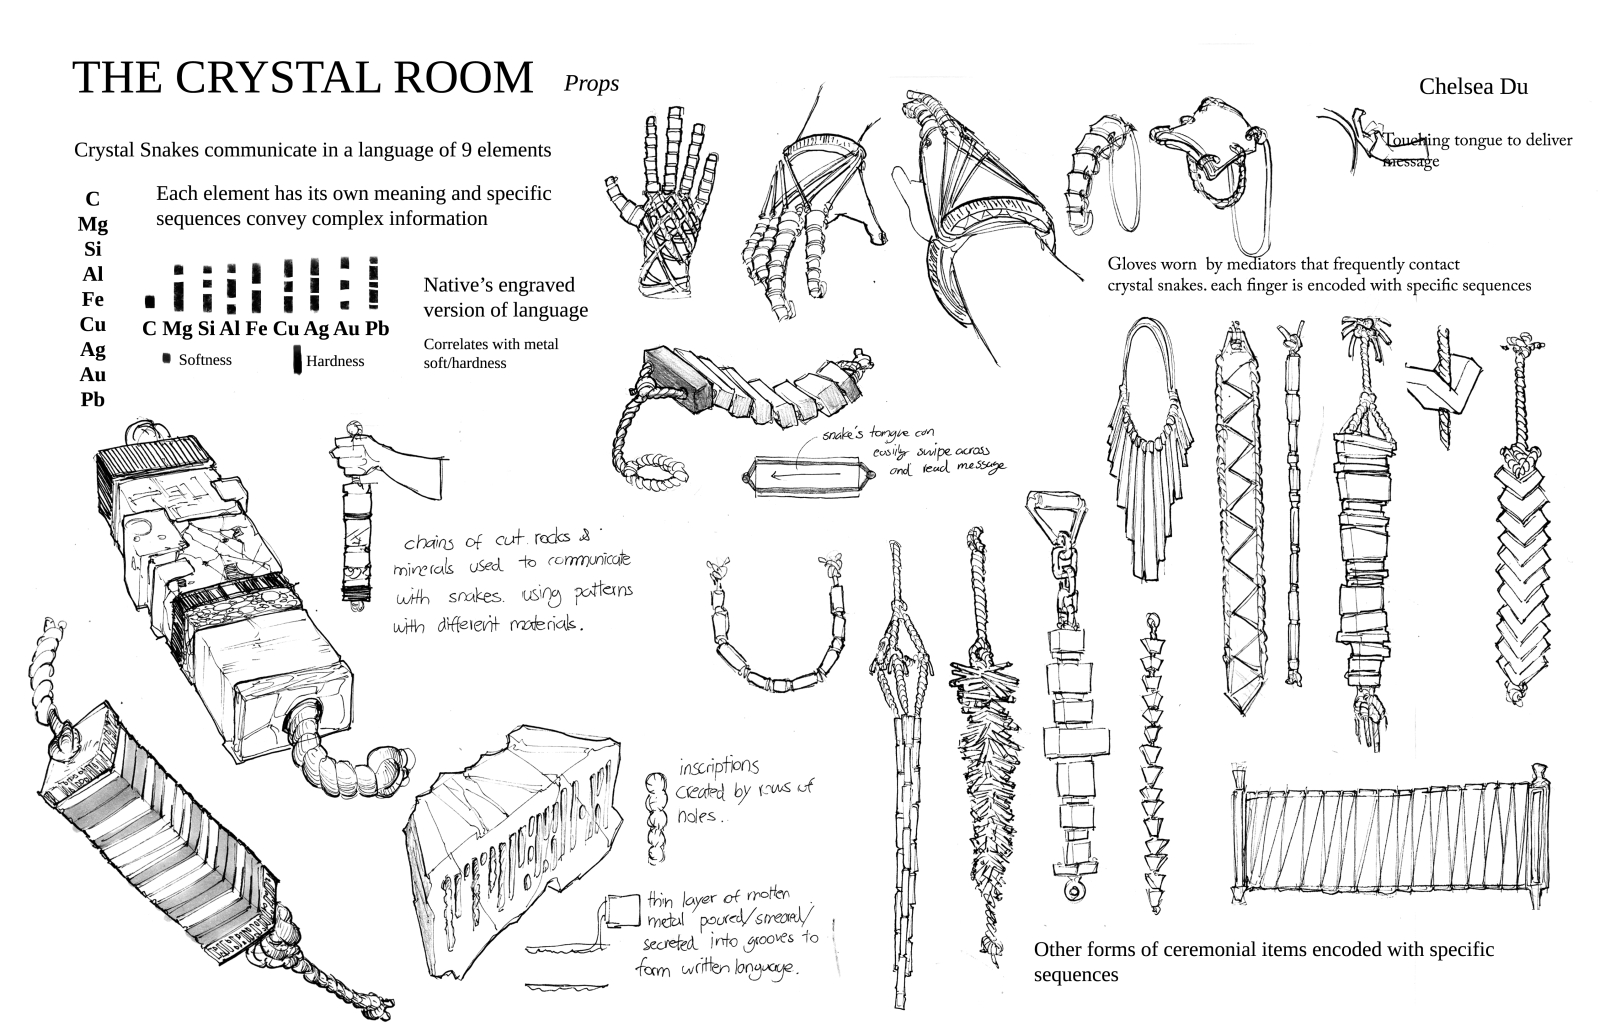 THE CRYSTAL ROOM Props
Chelsea Du
Crystal Snakes communicate in a language of 9 elements
C
Mg
Si
Al
Fe
Cu
Ag
Au
Pb
Each element has its own meaning and specific
sequences convey complex information
C Mg Si Al Fe Cu Ag Au Pb
Softness
Hardness
Native's engraved
version of language
Correlates with metal
soft/hardness
Touching tongue to deliver
message
Gloves worn by mediators that frequently contact
crystal snakes. each finger is encoded with specific sequences
snake's tongue can
easily swipe across
and read message
chains of cut rocks &
minerals used to communicate
with snakes. using patterns
with different materials.
inscriptions
created by rows of
holes.
thin layer of molten
metal poured/smeared/
secreted into grooves to
form written language.
Other forms of ceremonial items encoded with specific
sequences